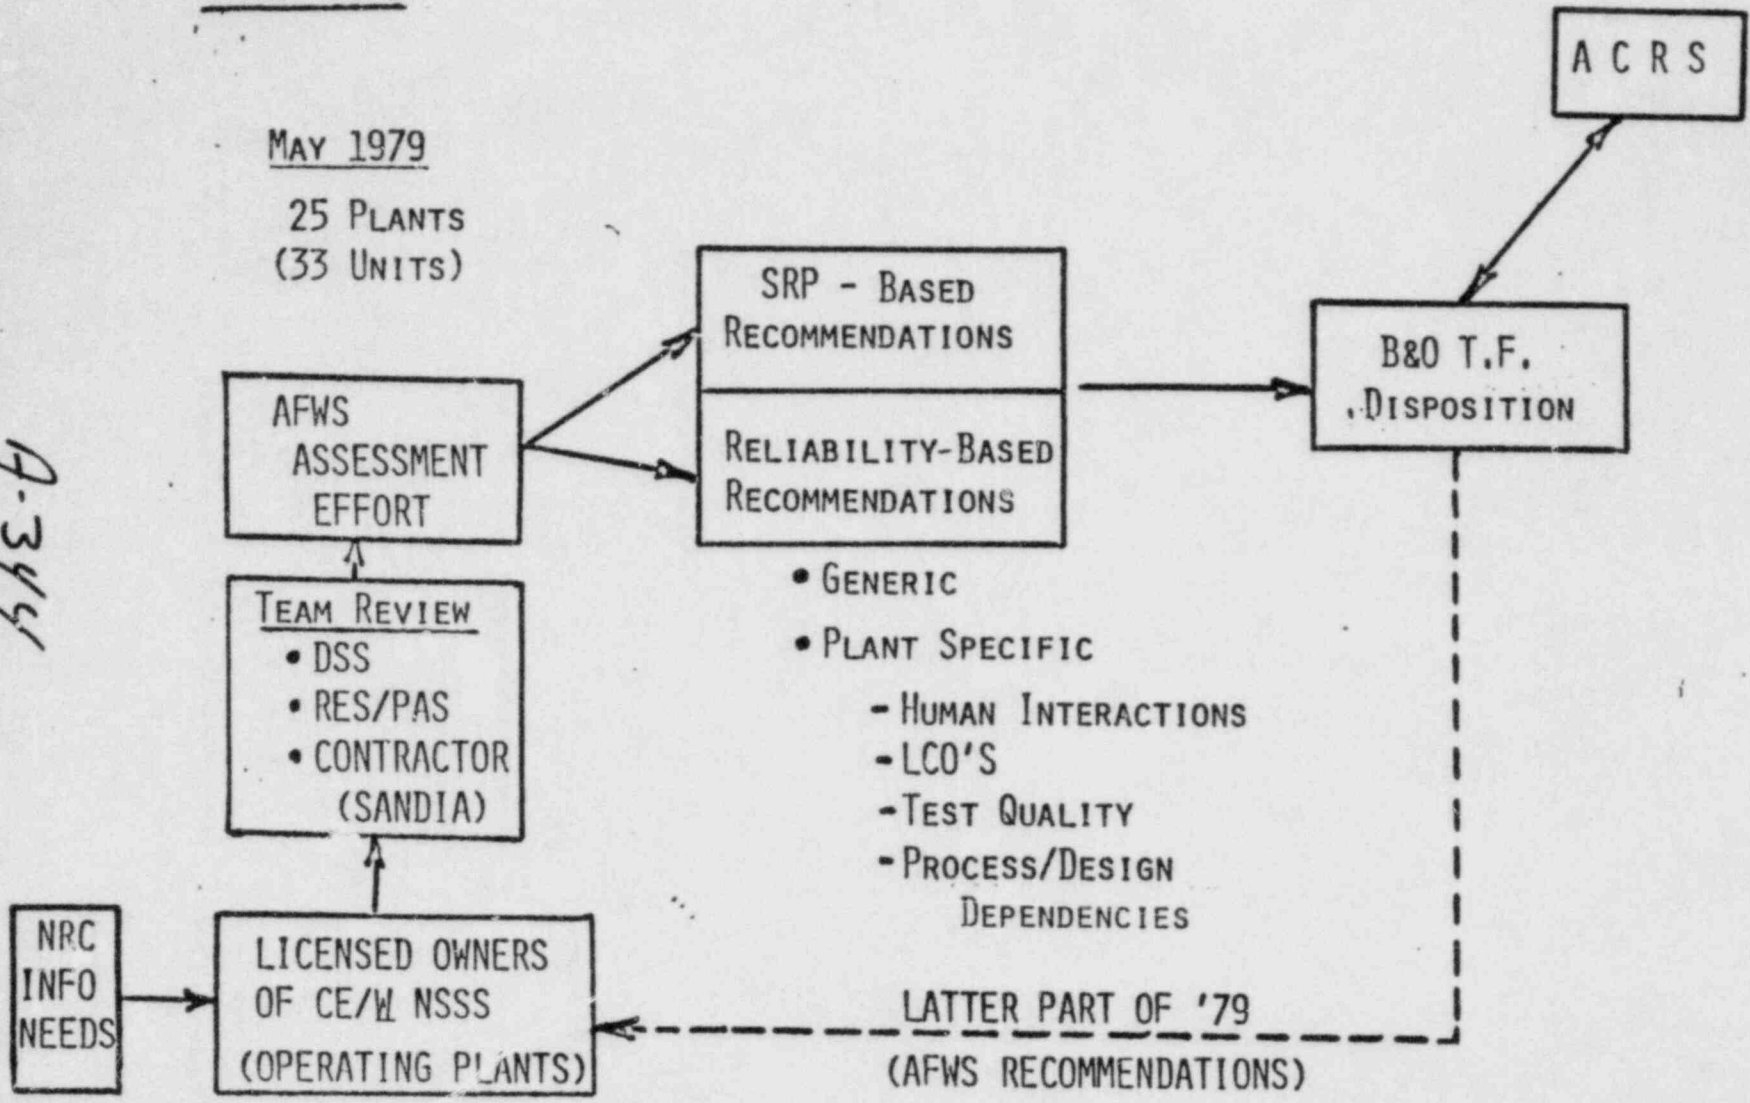 A C R S
MAY 1979
25 PLANTS
(33 UNITS)
SRP - BASED
RECOMMENDATIONS
RELIABILITY-BASED
RECOMMENDATIONS
B&O T.F.
DISPOSITION
AFWS
ASSESSMENT
EFFORT
A-344
TEAM REVIEW
• DSS
• RES/PAS
• CONTRACTOR
(SANDIA)
• GENERIC
• PLANT SPECIFIC
- HUMAN INTERACTIONS
- LCO'S
- TEST QUALITY
- PROCESS/DESIGN
DEPENDENCIES
NRC
INFO
NEEDS
LICENSED OWNERS
OF CE/W NSSS
(OPERATING PLANTS)
LATTER PART OF '79
(AFWS RECOMMENDATIONS)